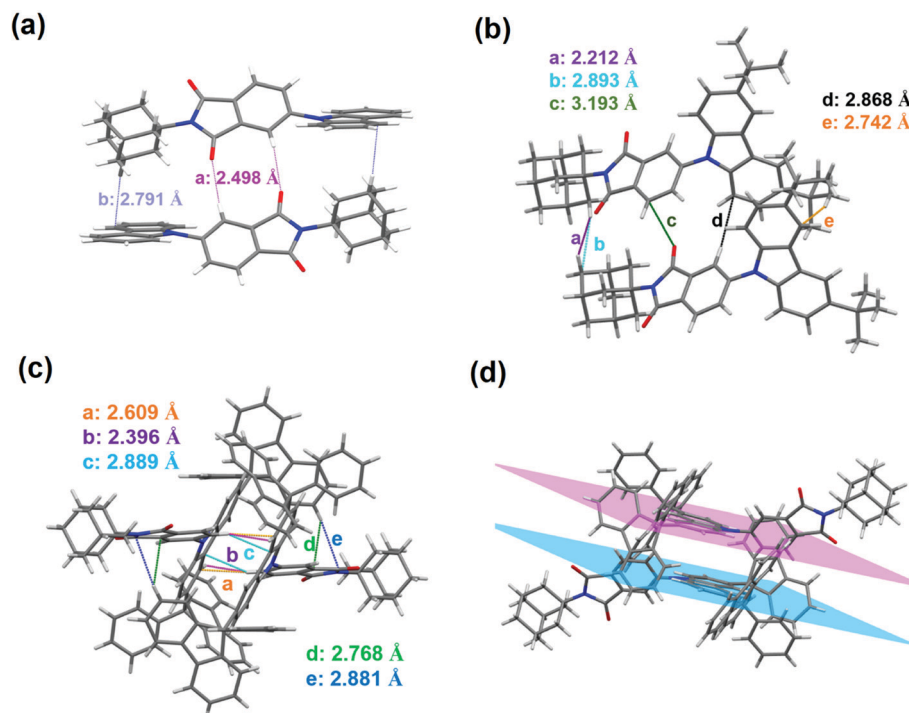 (a)
a: 2.498 Å
b: 2.791 Å
(b)
a: 2.212 Å
b: 2.893 Å
c: 3.193 Å
d: 2.868 Å
e: 2.742 Å
a
b
c
d
e
(c)
a: 2.609 Å
b: 2.396 Å
c: 2.889 Å
b
c
d
e
a
d: 2.768 Å
e: 2.881 Å
(d)